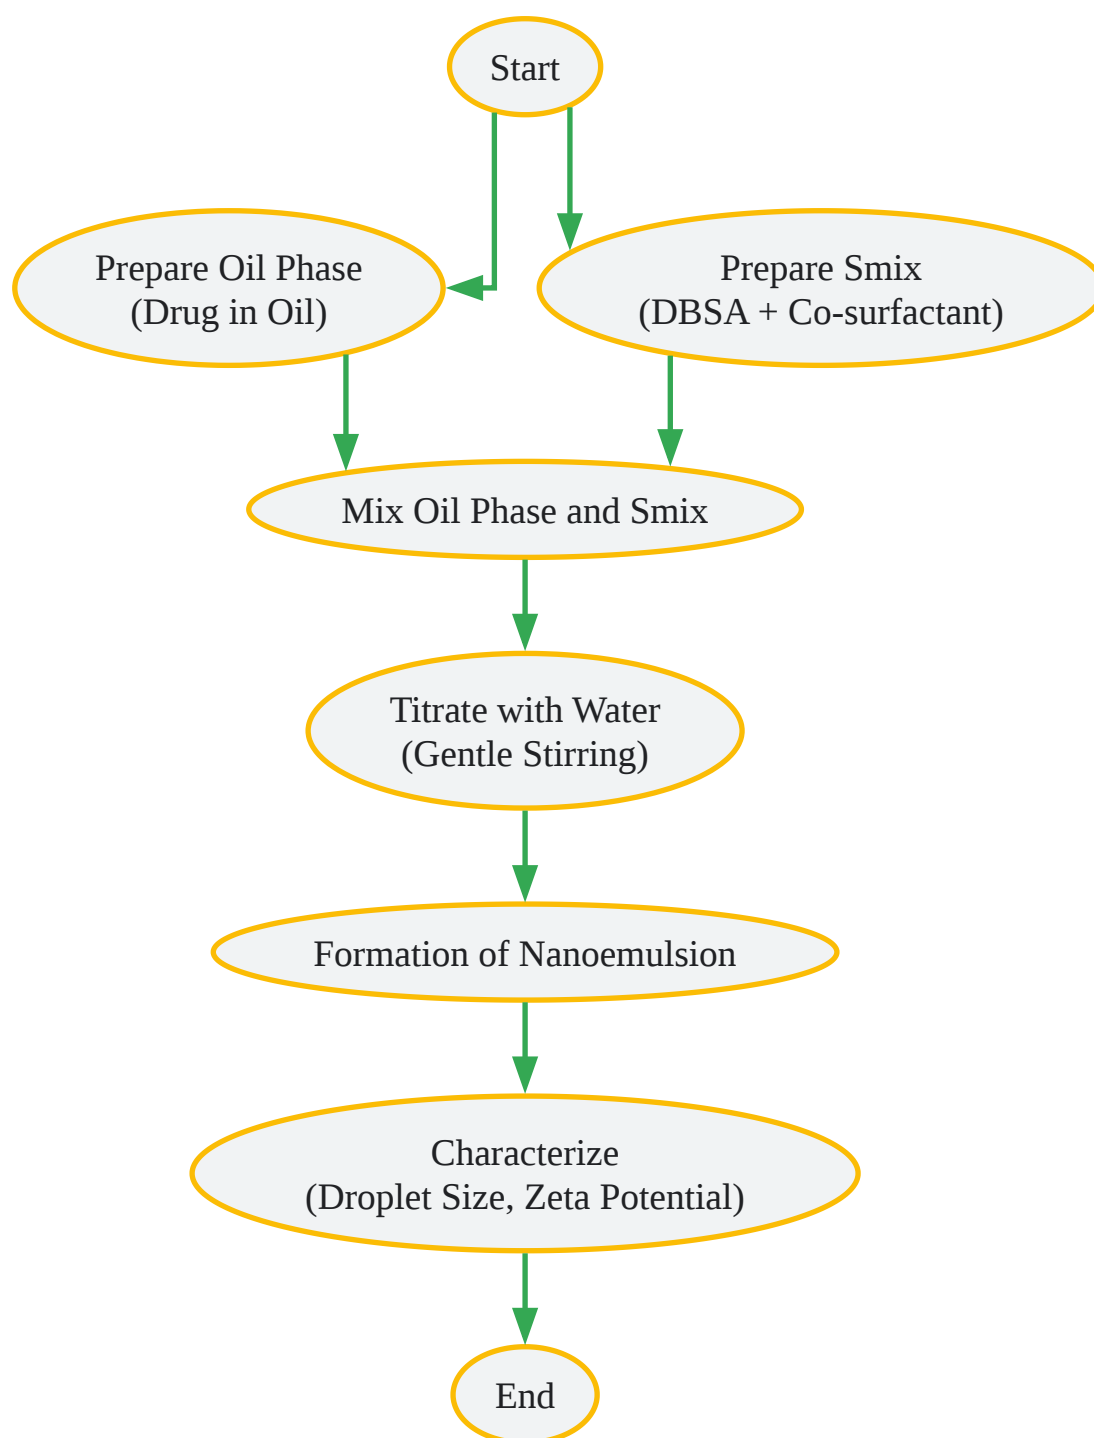 Start
Prepare Oil Phase
(Drug in Oil)
Prepare Smix
(DBSA + Co-surfactant)
Mix Oil Phase and Smix
Titrate with Water
(Gentle Stirring)
Formation of Nanoemulsion
Characterize
(Droplet Size, Zeta Potential)
End